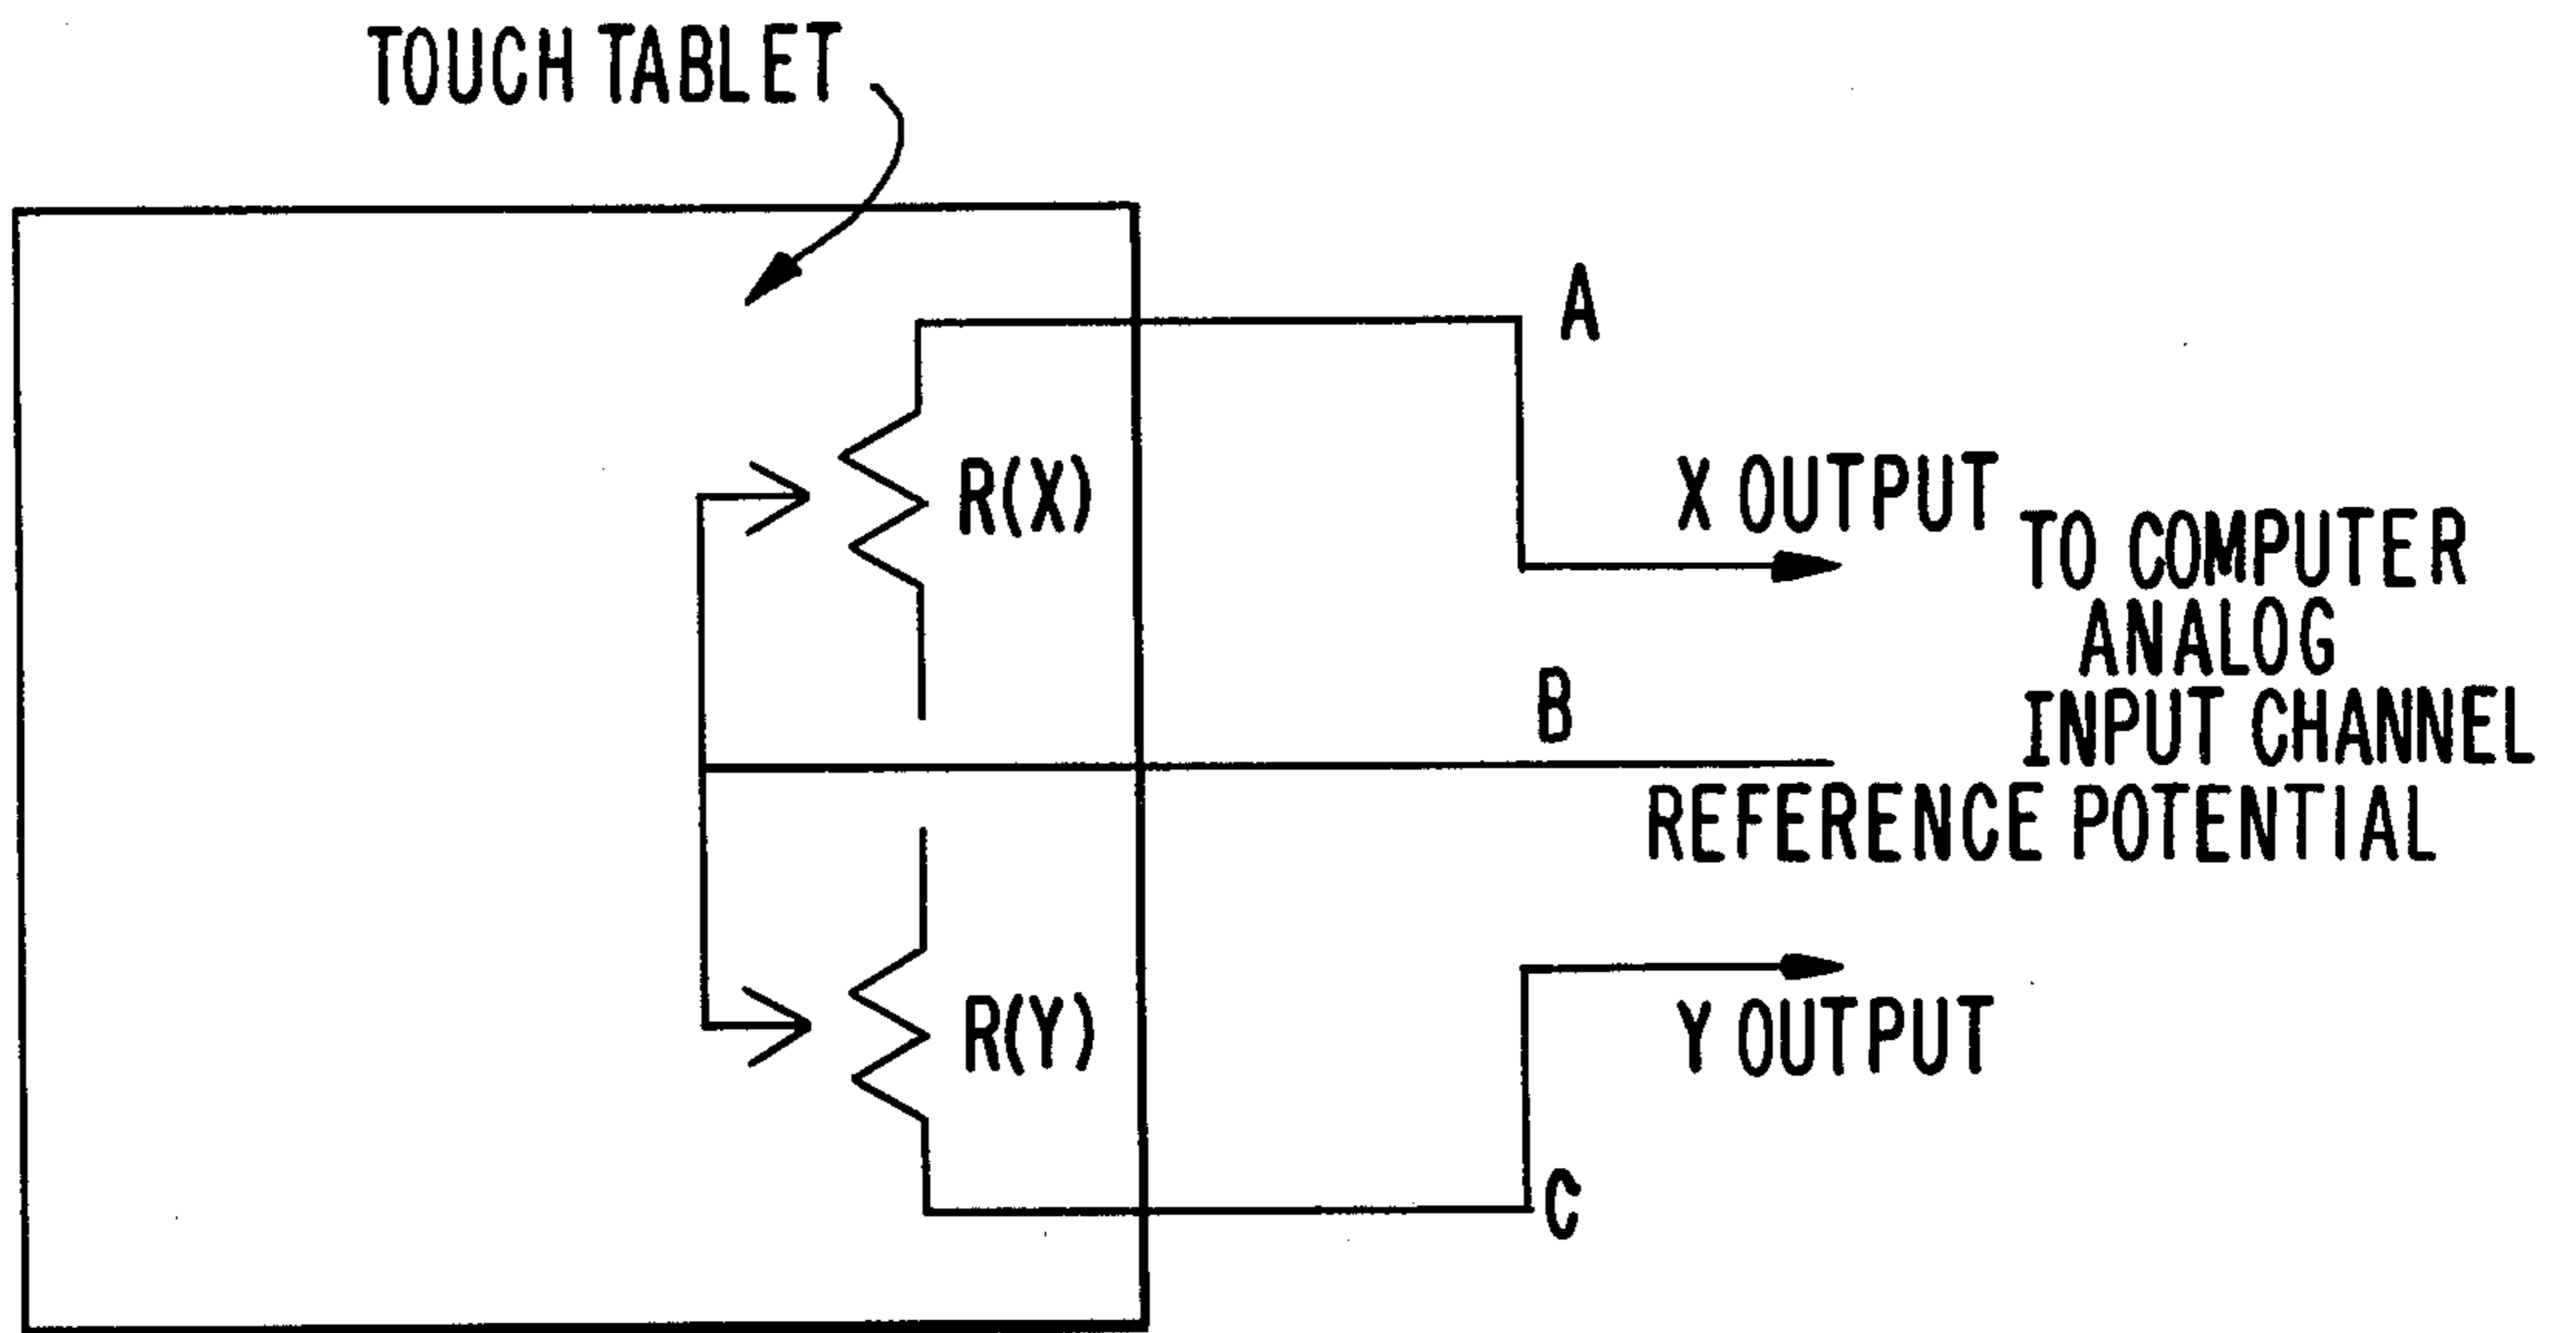 TOUCH TABLET
A
R(X)
X OUTPUT
TO COMPUTER
ANALOG
INPUT CHANNEL
B
REFERENCE POTENTIAL
R(Y)
Y OUTPUT
C